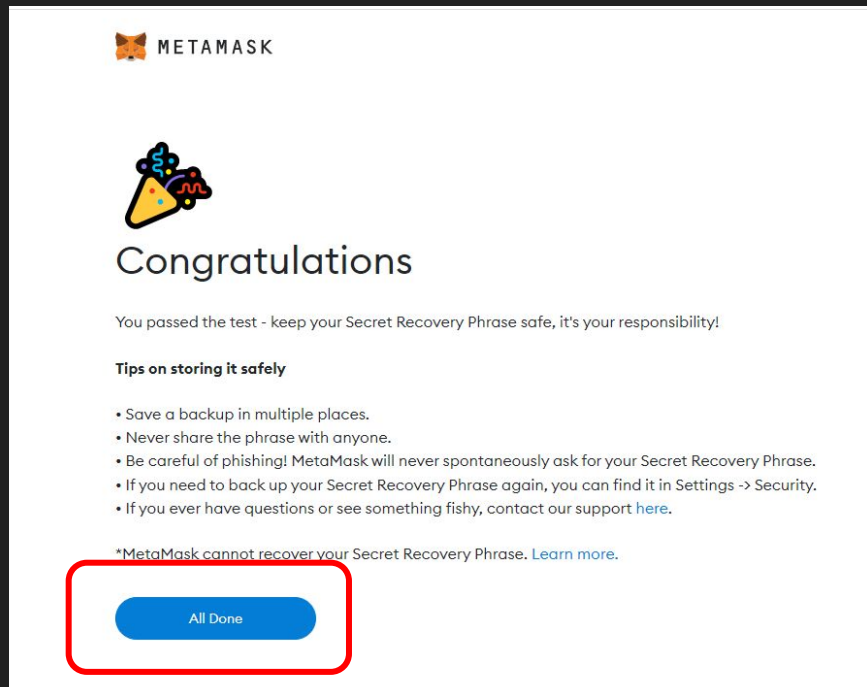 METAMASK
Congratulations
You passed the test - keep your Secret Recovery Phrase safe, it's your responsibility!
Tips on storing it safely
• Save a backup in multiple places.
• Never share the phrase with anyone.
• Be careful of phishing! MetaMask will never spontaneously ask for your Secret Recovery Phrase.
• If you need to back up your Secret Recovery Phrase again, you can find it in Settings -> Security.
• If you ever have questions or see something fishy, contact our support here.
*MetaMask cannot recover your Secret Recovery Phrase. Learn more.
All Done